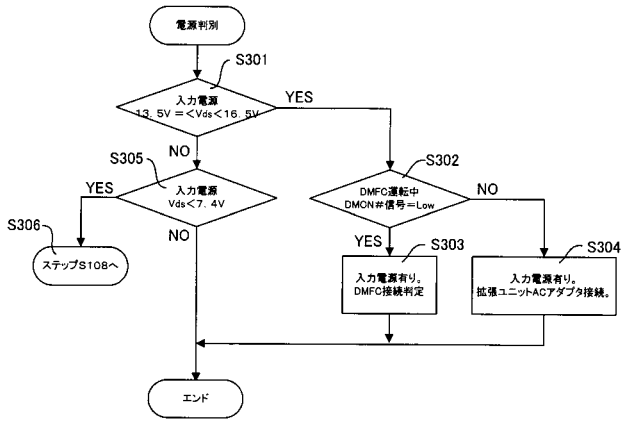 電源判別
S301
入力電源
13. 5V=<Vds<16. 5V
YES
NO
S305
入力電源
Vds<7. 4V
YES
NO
S306
ステップS108へ
S302
DMFC運転中
DMON#信号=Low
NO
YES
S303
入力電源有り。
DMFC接続判定
S304
入力電源有り。
拡張ユニットACアダプタ接続。
エンド